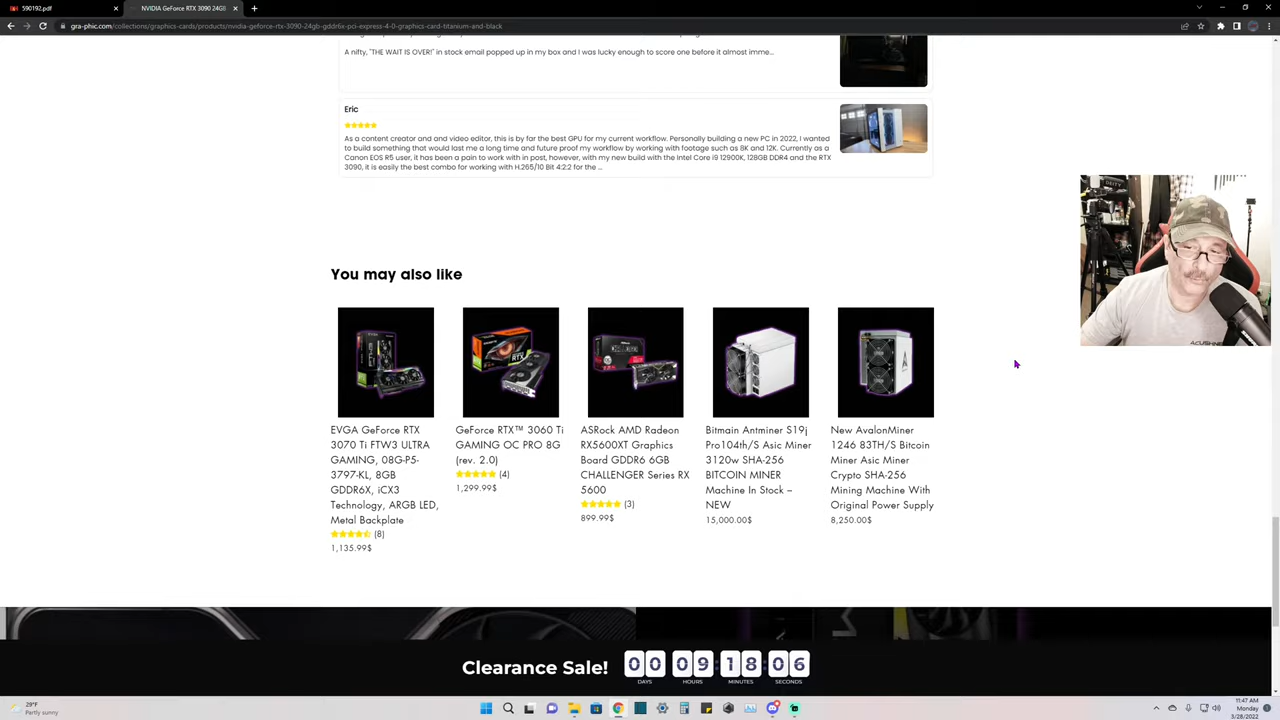 590192.pdf
NVIDIA GeForce RTX 3090 24GB
gra-phic.com/collections/graphics-cards/products/nvidia-geforce-rtx-3090-24gb-gddr6x-pci-express-4-0-graphics-card-titanium-and-black
A nifty, "THE WAIT IS OVER!" in stock email popped up in my box and I was lucky enough to score one before it almost imme...
Eric
As a content creator and and video editor, this is by far the best GPU for my current workflow. Personally building a new PC in 2022, I wanted
to build something that would last me a long time and future proof my workflow by working with footage such as 8K and 12K. Currently as a
Canon EOS R5 user, it has been a pain to work with in post, however, with my new build with the Intel Core i9 12900K, 128GB DDR4 and the RTX
3090, it is easily the best combo for working with H.265/10 Bit 4:2:2 for the ...
You may also like
EVGA GeForce RTX
3070 Ti FTW3 ULTRA
GAMING, 08G-P5-
3797-KL, 8GB
GDDR6X, iCX3
Technology, ARGB LED,
Metal Backplate
(8)
1,135.99$
GeForce RTX™ 3060 Ti
GAMING OC PRO 8G
(rev. 2.0)
(4)
1,299.99$
ASRock AMD Radeon
RX5600XT Graphics
Board GDDR6 6GB
CHALLENGER Series RX
5600
(3)
899.99$
Bitmain Antminer S19j
Pro104th/S Asic Miner
3120w SHA-256
BITCOIN MINER
Machine In Stock –
NEW
15,000.00$
New AvalonMiner
1246 83TH/S Bitcoin
Miner Asic Miner
Crypto SHA-256
Mining Machine With
Original Power Supply
8,250.00$
Clearance Sale!
00 09 : 18 : 06
DAYS HOURS MINUTES SECONDS
29°F
Partly sunny
11:47 AM
Monday
3/28/2022